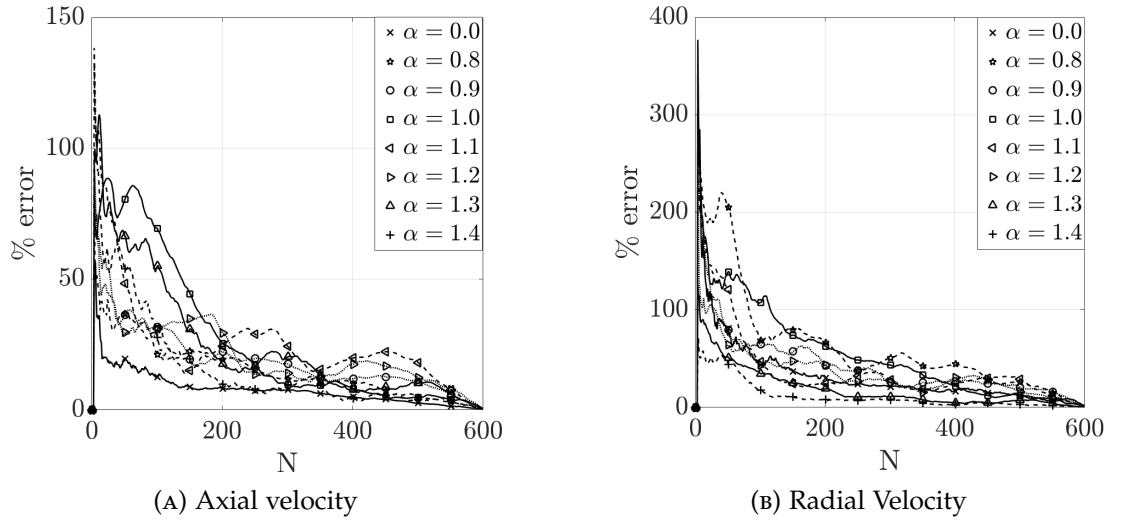 150
100
50
0
% error
0
200
400
600
N
α = 0.0
α = 0.8
α = 0.9
α = 1.0
α = 1.1
α = 1.2
α = 1.3
α = 1.4
(A) Axial velocity
400
300
200
100
0
% error
0
200
400
600
N
α = 0.0
α = 0.8
α = 0.9
α = 1.0
α = 1.1
α = 1.2
α = 1.3
α = 1.4
(B) Radial Velocity